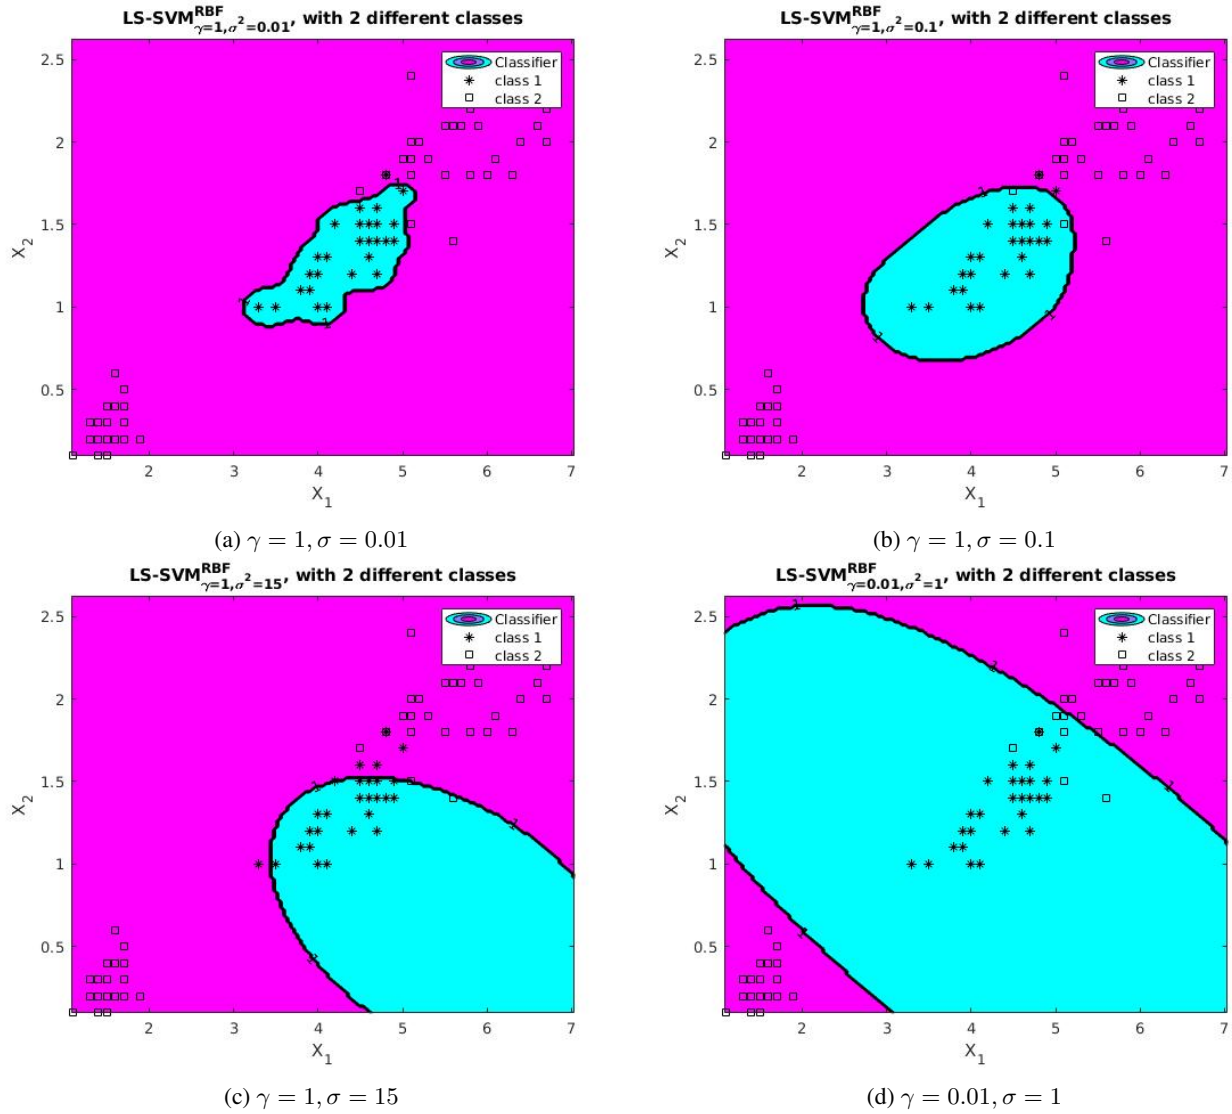 LS-SVM^RBF_γ=1,σ²=0.01, with 2 different classes
2.5
2
1.5
1
0.5
2 3 4 5 6 7
X₁
X₂
Classifier
class 1
class 2
1
1
(a) γ = 1, σ = 0.01
LS-SVM^RBF_γ=1,σ²=0.1, with 2 different classes
2.5
2
1.5
1
0.5
2 3 4 5 6 7
X₁
X₂
Classifier
class 1
class 2
(b) γ = 1, σ = 0.1
LS-SVM^RBF_γ=1,σ²=15, with 2 different classes
2.5
2
1.5
1
0.5
2 3 4 5 6 7
X₁
X₂
Classifier
class 1
class 2
(c) γ = 1, σ = 15
LS-SVM^RBF_γ=0.01,σ²=1, with 2 different classes
2.5
2
1.5
1
0.5
2 3 4 5 6 7
X₁
X₂
Classifier
class 1
class 2
(d) γ = 0.01, σ = 1